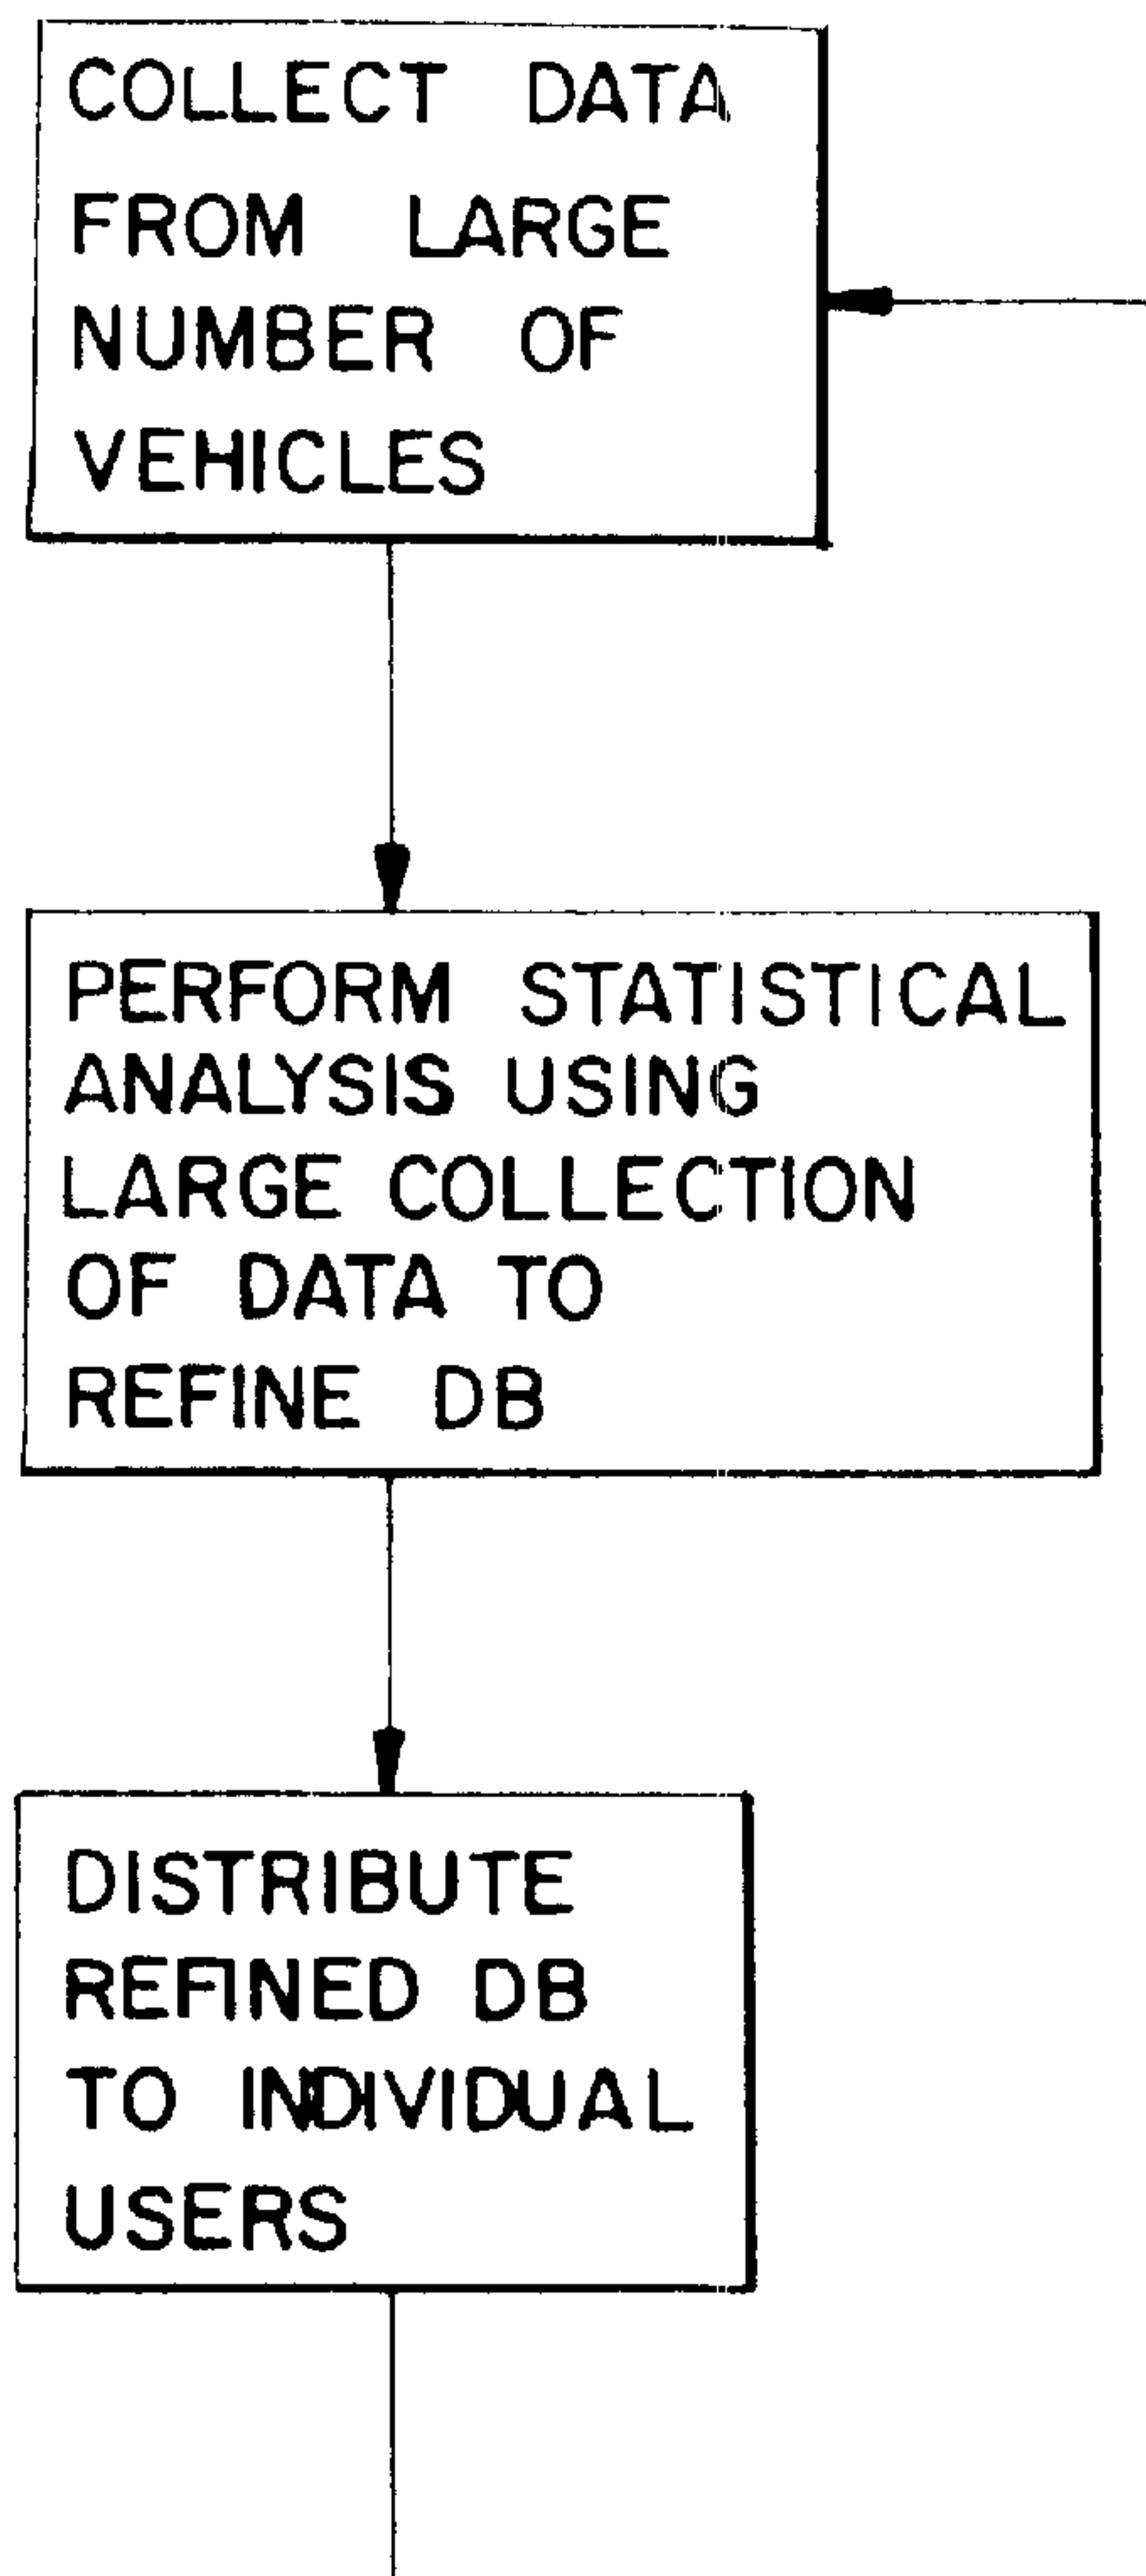 COLLECT DATA
FROM LARGE
NUMBER OF
VEHICLES
PERFORM STATISTICAL
ANALYSIS USING
LARGE COLLECTION
OF DATA TO
REFINE DB
DISTRIBUTE
REFINED DB
TO INDIVIDUAL
USERS